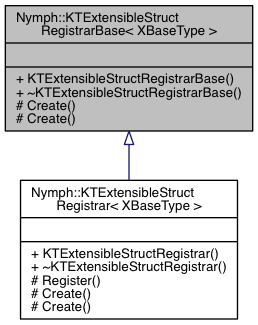 Nymph::KTExtensibleStruct
RegistrarBase< XBaseType >
+ KTExtensibleStructRegistrarBase()
+ ~KTExtensibleStructRegistrarBase()
# Create()
# Create()
Nymph::KTExtensibleStruct
Registrar< XBaseType >
+ KTExtensibleStructRegistrar()
+ ~KTExtensibleStructRegistrar()
# Register()
# Create()
# Create()